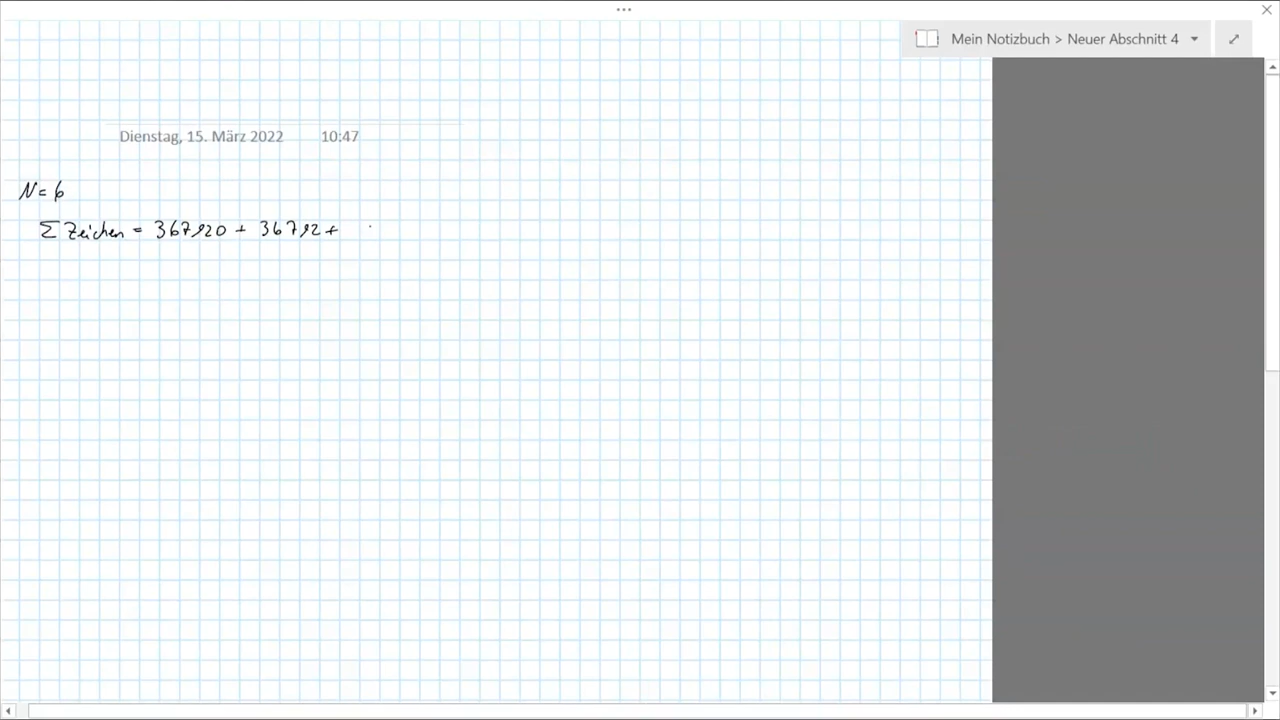 Mein Notizbuch > Neuer Abschnitt 4
Dienstag, 15. März 2022 10:47
N = 6
Σ Zeichen = 367920 + 36792 +